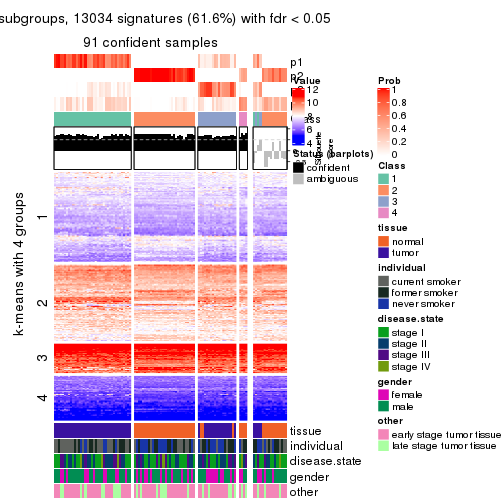 subgroups, 13034 signatures (61.6%) with fdr < 0.05
91 confident samples
p1
p2
Value
12
10
8
6
4
Prob
1
0.8
0.6
0.4
0.2
0
Status (barplots)
confident
ambiguous
Class
1
2
3
4
k-means with 4 groups
1
2
3
4
tissue
normal
tumor
individual
current smoker
former smoker
never smoker
disease.state
stage I
stage II
stage III
stage IV
gender
female
male
other
early stage tumor tissue
late stage tumor tissue
tissue
individual
disease.state
gender
other